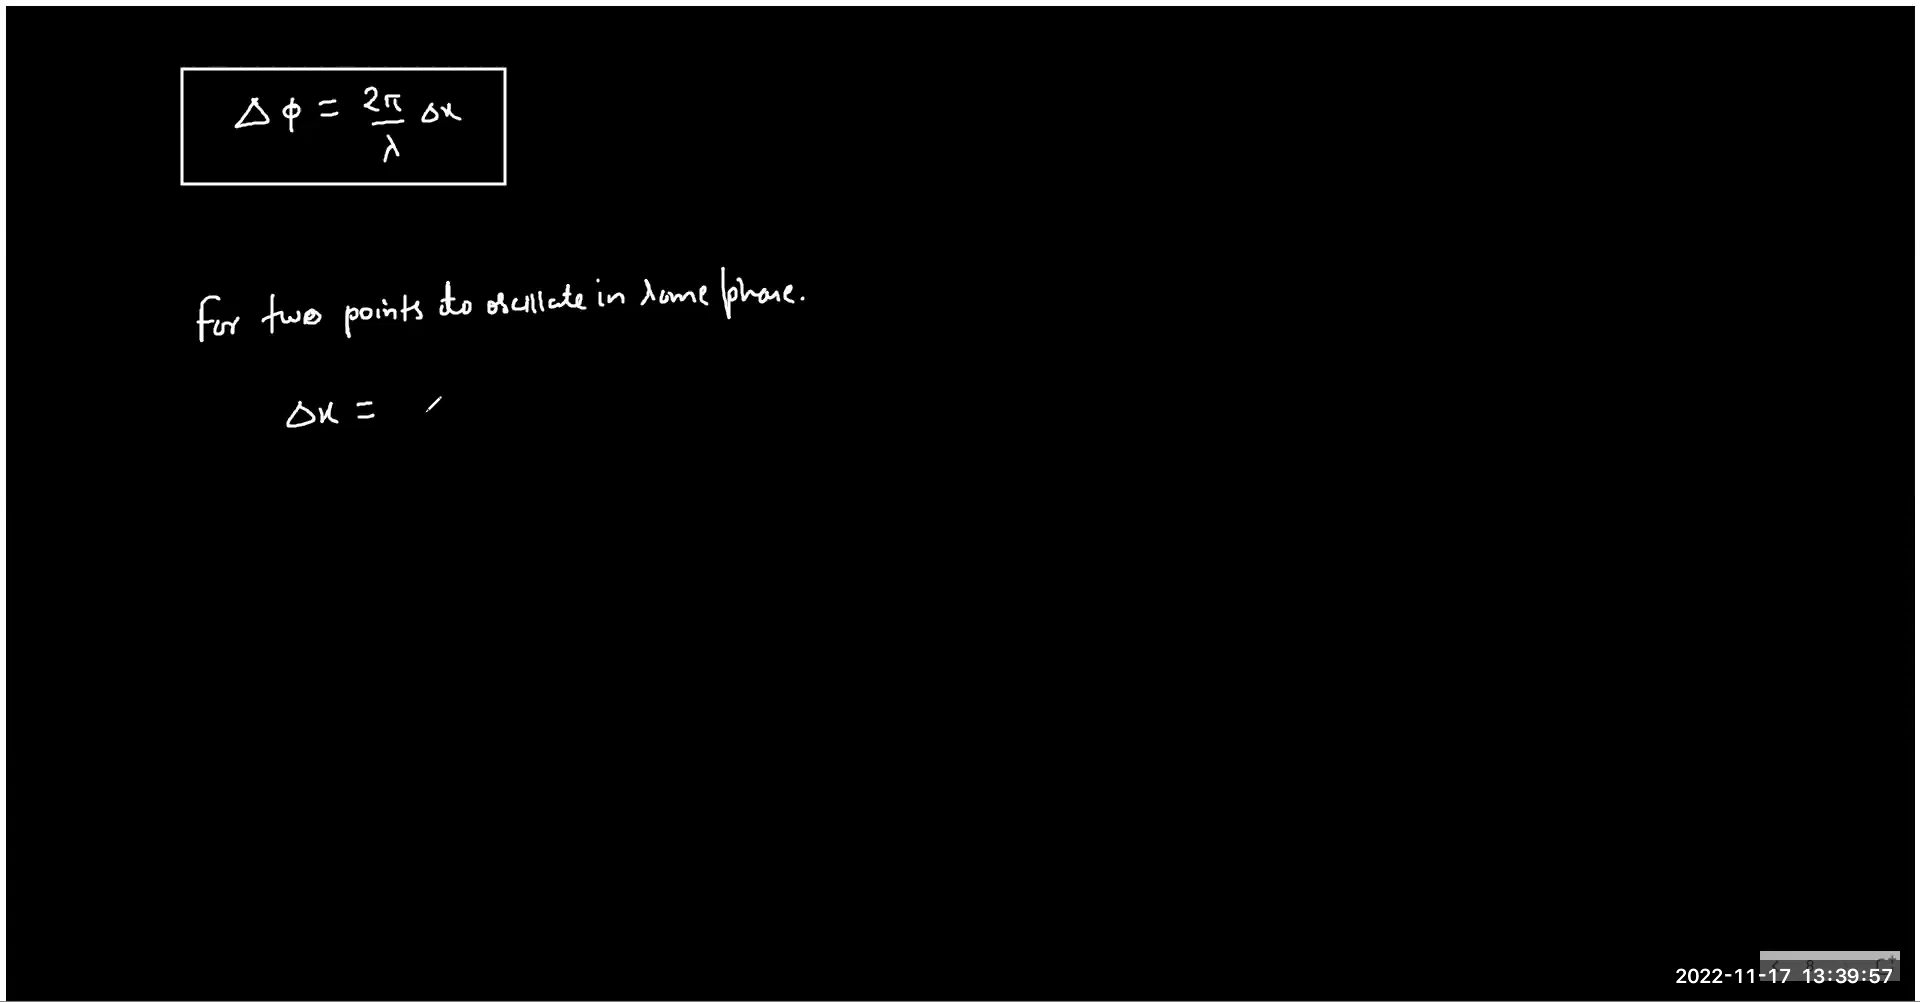 Δϕ = 2π/λ Δx
For two points to oscillate in same phase.
Δx =
2022-11-17 13:39:57